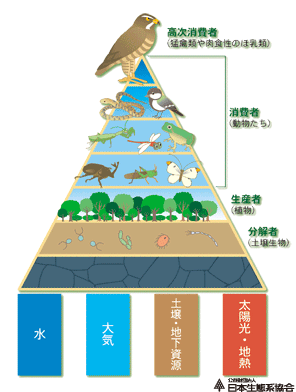 高次消費者
(猛禽類や肉食性のほ乳類)
消費者
(動物たち)
生産者
(植物)
分解者
(土壌生物)
水
大気
土壌・地下資源
太陽光・地熱
公益財団法人
日本生態系協会